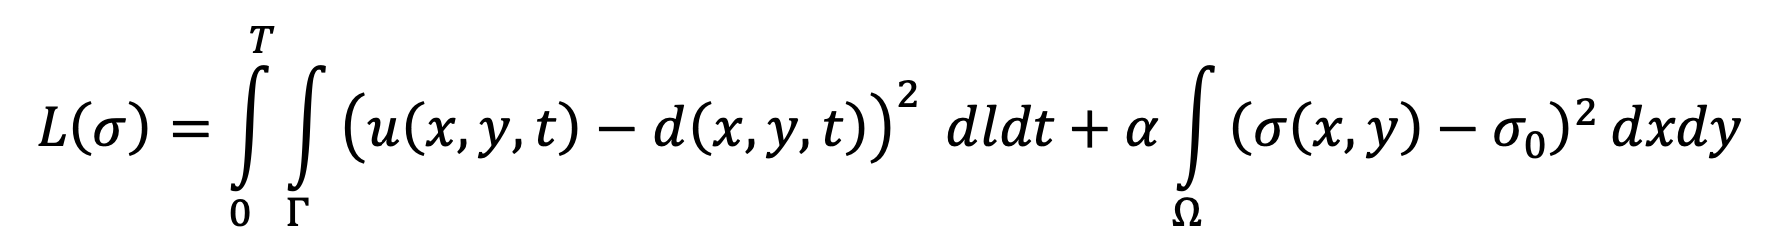 L(σ) = ∫₀ᵀ ∫_Γ (u(x, y, t) − d(x, y, t))² dldt + α ∫_Ω (σ(x, y) − σ₀)² dxdy